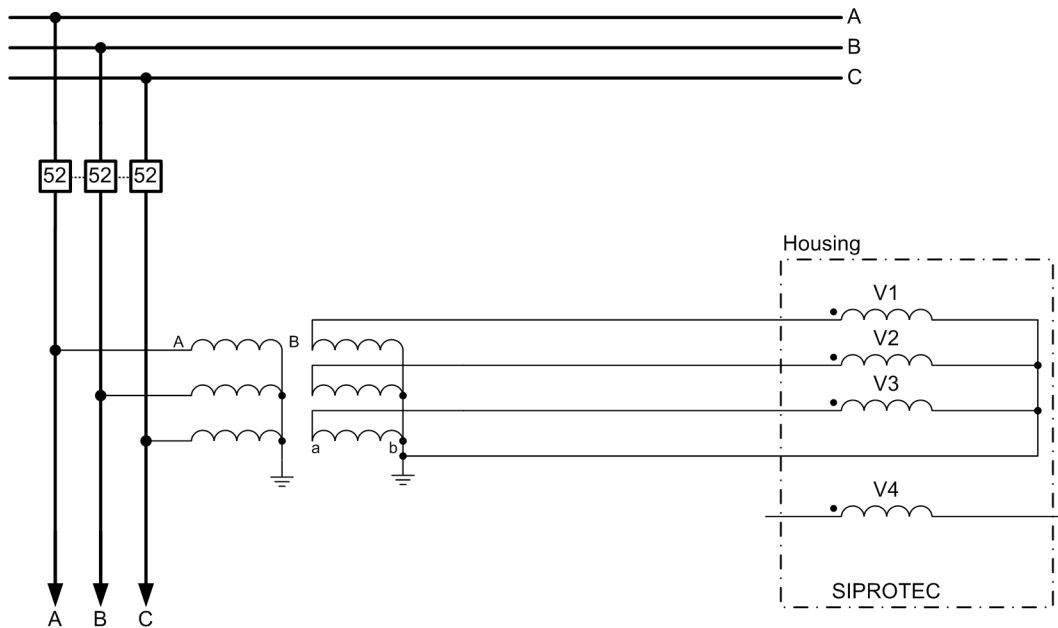 A
B
C
52 52 52
Housing
V1
V2
A B
V3
a b
V4
SIPROTEC
A B C